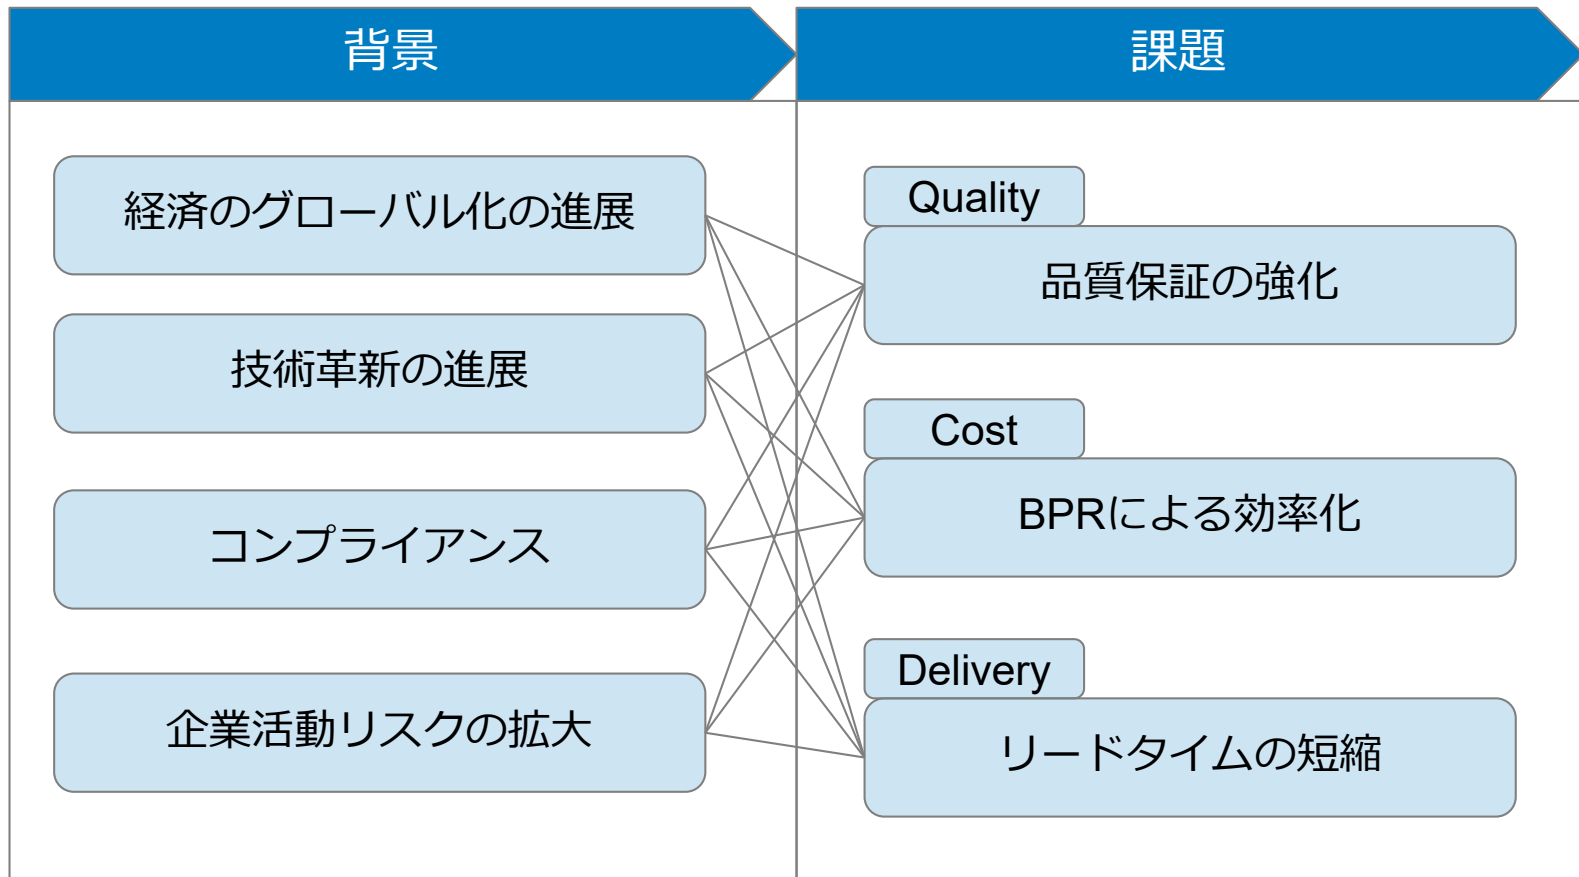 背景
経済のグローバル化の進展
技術革新の進展
コンプライアンス
企業活動リスクの拡大
課題
Quality
品質保証の強化
Cost
BPRによる効率化
Delivery
リードタイムの短縮